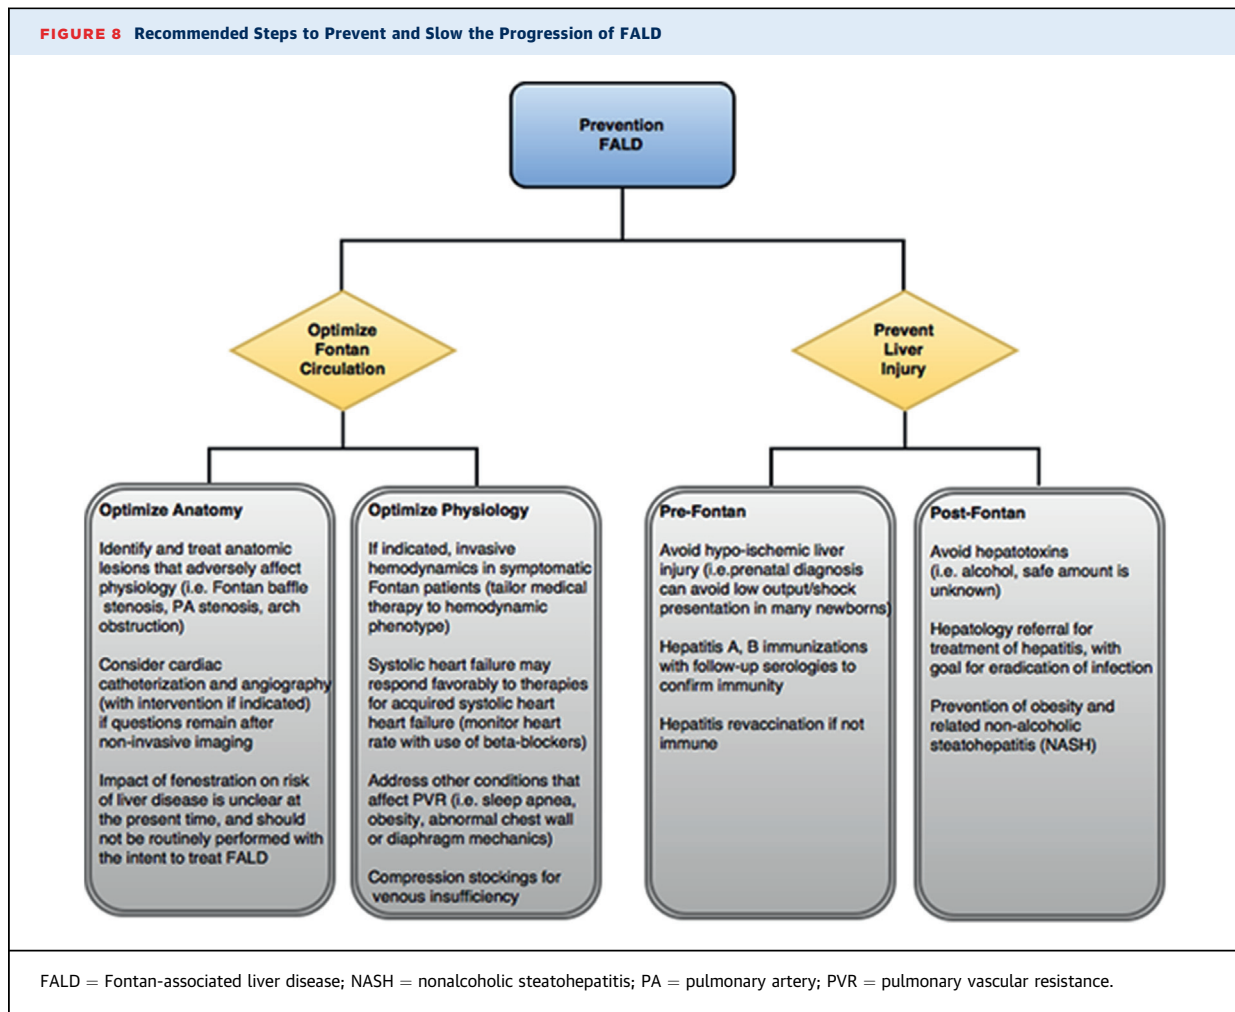 FIGURE 8 Recommended Steps to Prevent and Slow the Progression of FALD
Prevention
FALD
Optimize
Fontan
Circulation
Prevent
Liver
Injury
Optimize Anatomy
Identify and treat anatomic
lesions that adversely affect
physiology (i.e. Fontan baffle
stenosis, PA stenosis, arch
obstruction)
Consider cardiac
catheterization and angiography
(with intervention if indicated)
if questions remain after
non-invasive imaging
Impact of fenestration on risk
of liver disease is unclear at
the present time, and should
not be routinely performed with
the intent to treat FALD
Optimize Physiology
If indicated, invasive
hemodynamics in symptomatic
Fontan patients (tailor medical
therapy to hemodynamic
phenotype)
Systolic heart failure may
respond favorably to therapies
for acquired systolic heart
heart failure (monitor heart
rate with use of beta-blockers)
Address other conditions that
affect PVR (i.e. sleep apnea,
obesity, abnormal chest wall
or diaphragm mechanics)
Compression stockings for
venous insufficiency
Pre-Fontan
Avoid hypo-ischemic liver
injury (i.e.prenatal diagnosis
can avoid low output/shock
presentation in many newborns)
Hepatitis A, B immunizations
with follow-up serologies to
confirm immunity
Hepatitis revaccination if not
immune
Post-Fontan
Avoid hepatotoxins
(i.e. alcohol, safe amount is
unknown)
Hepatology referral for
treatment of hepatitis, with
goal for eradication of infection
Prevention of obesity and
related non-alcoholic
steatohepatitis (NASH)
FALD = Fontan-associated liver disease; NASH = nonalcoholic steatohepatitis; PA = pulmonary artery; PVR = pulmonary vascular resistance.